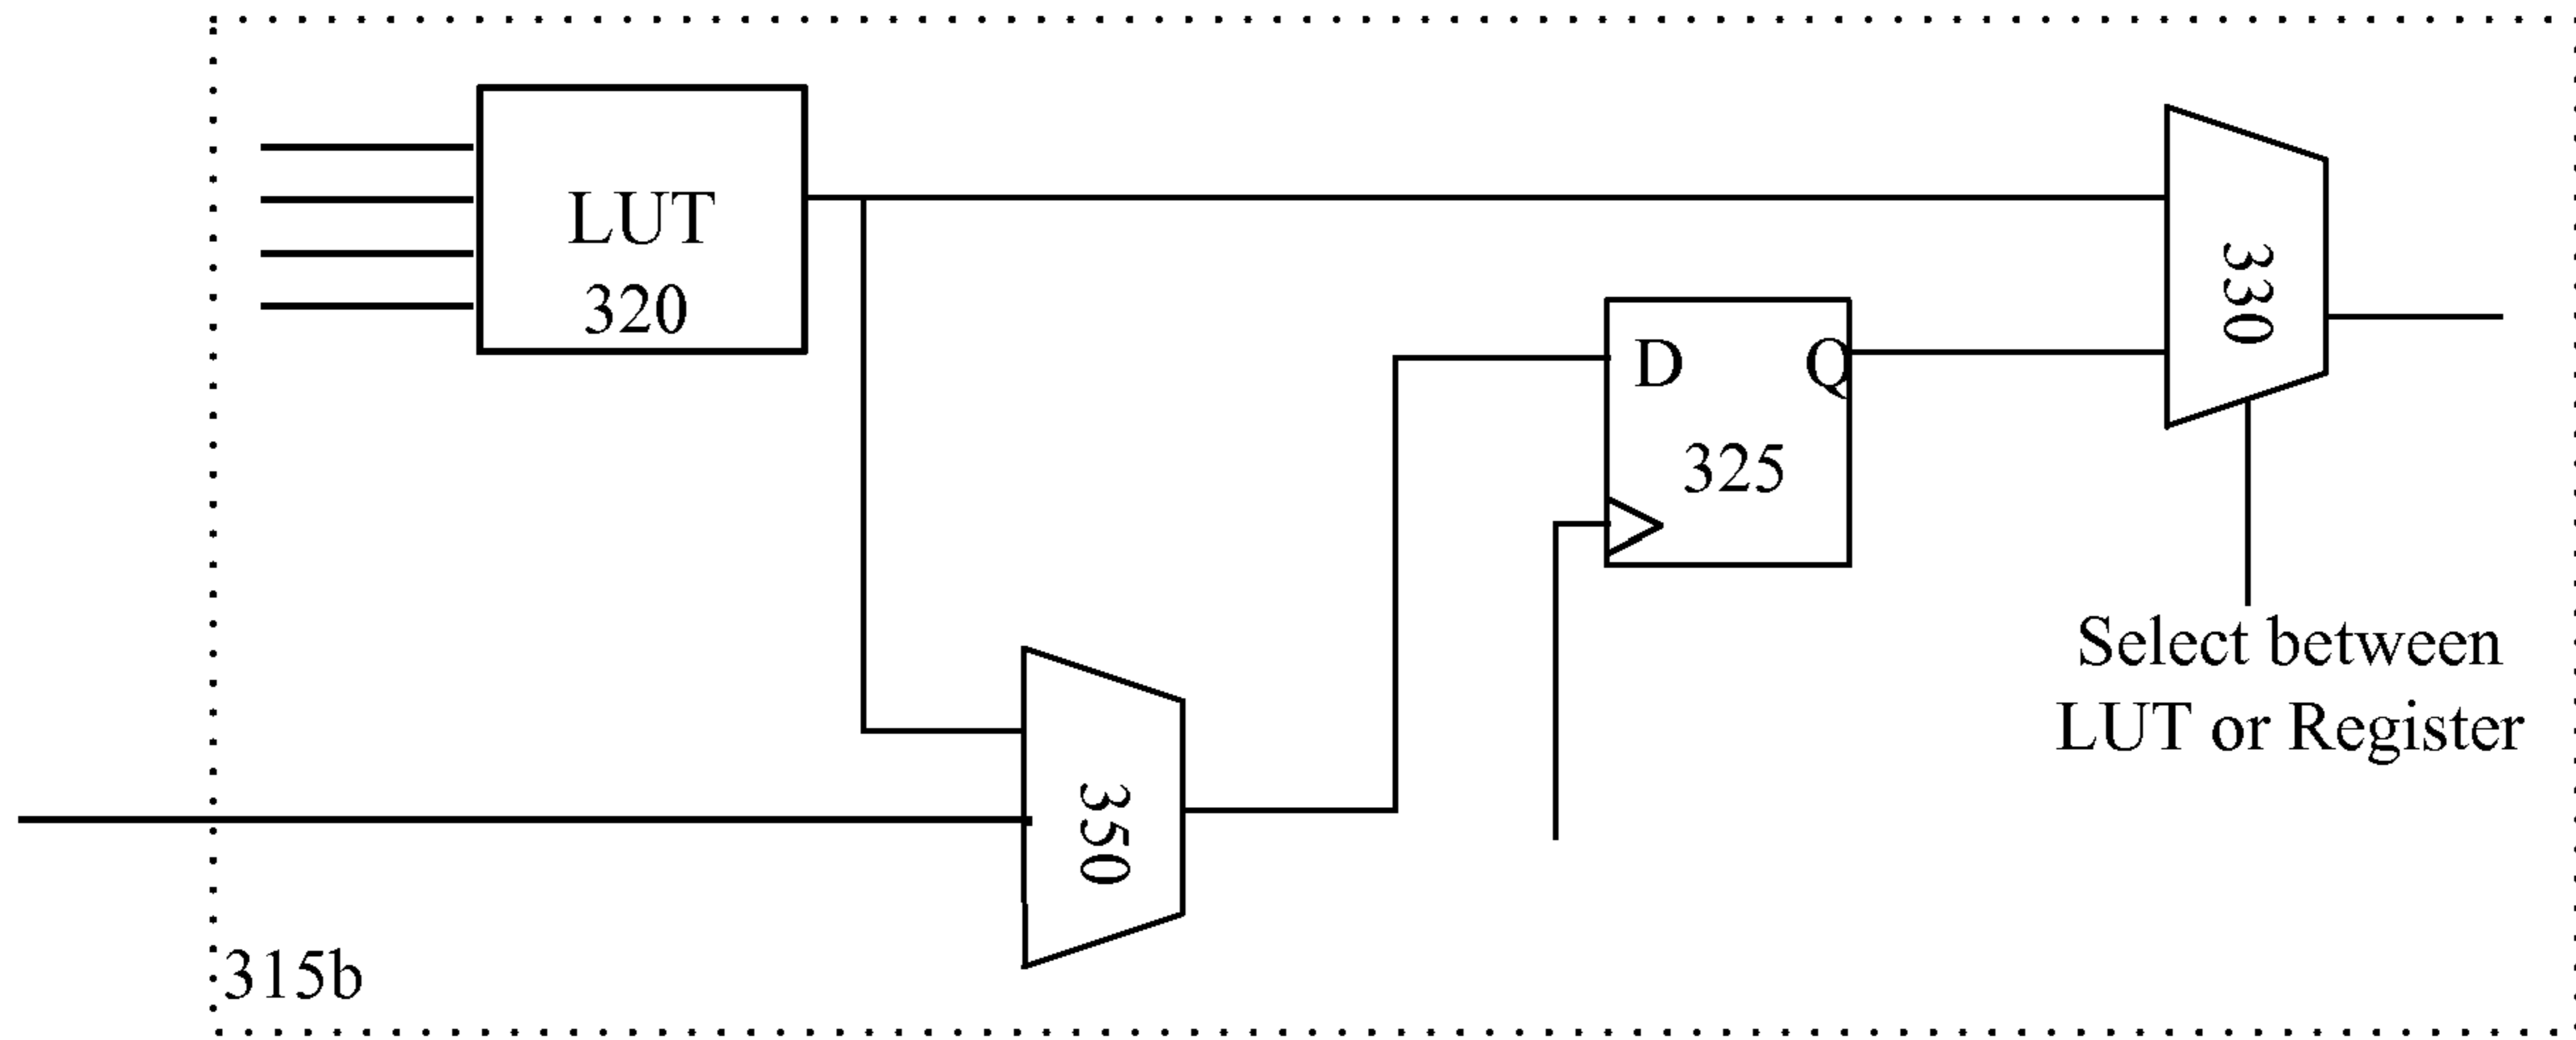 LUT
320
330
D
Q
325
Select between
LUT or Register
350
315b